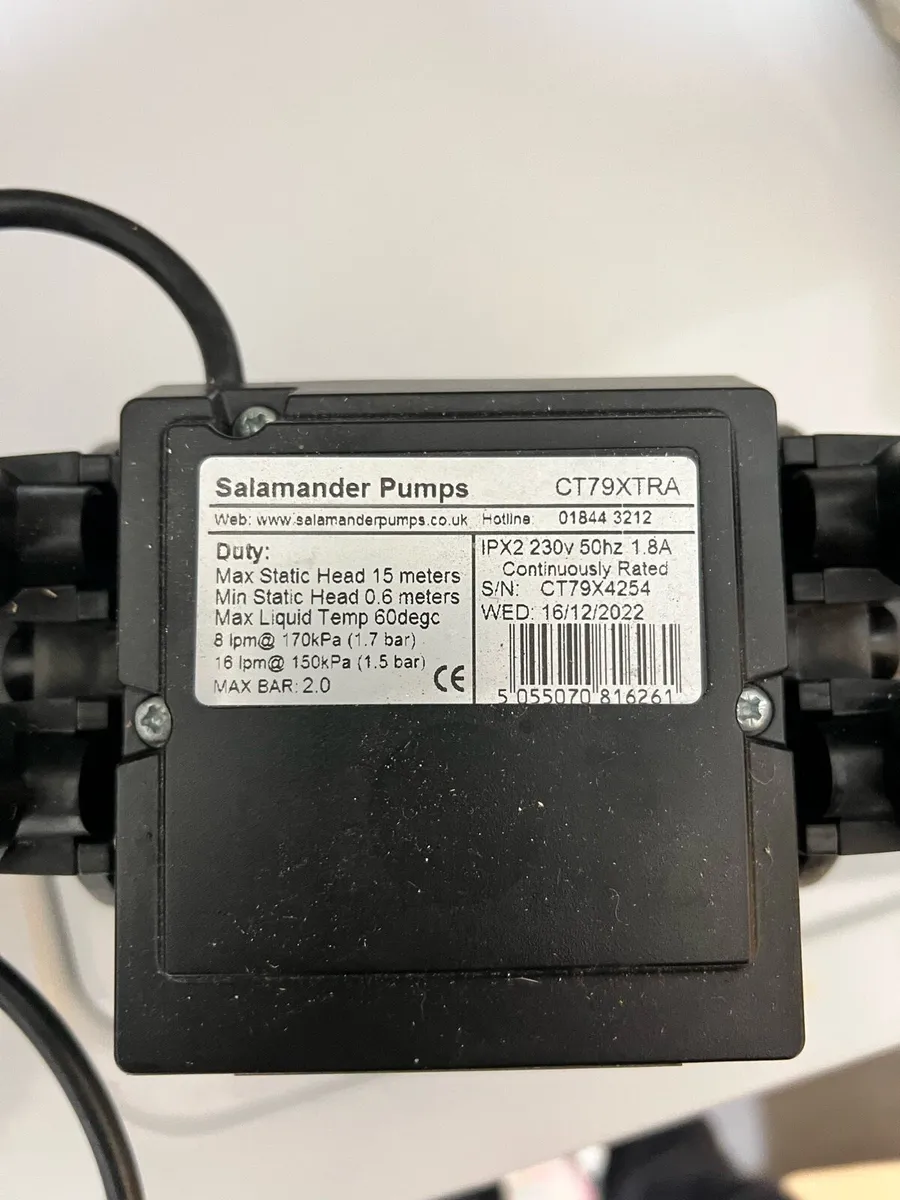 Salamander Pumps CT79XTRA
Web: www.salamanderpumps.co.uk Hotline: 01844 3212
Duty:
Max Static Head 15 meters
Min Static Head 0.6 meters
Max Liquid Temp 60degc
8 lpm@ 170kPa (1.7 bar)
16 lpm@ 150kPa (1.5 bar)
MAX BAR: 2.0
CE
IPX2 230v 50hz 1.8A
Continuously Rated
S/N: CT79X4254
WED: 16/12/2022
5 055070 816261